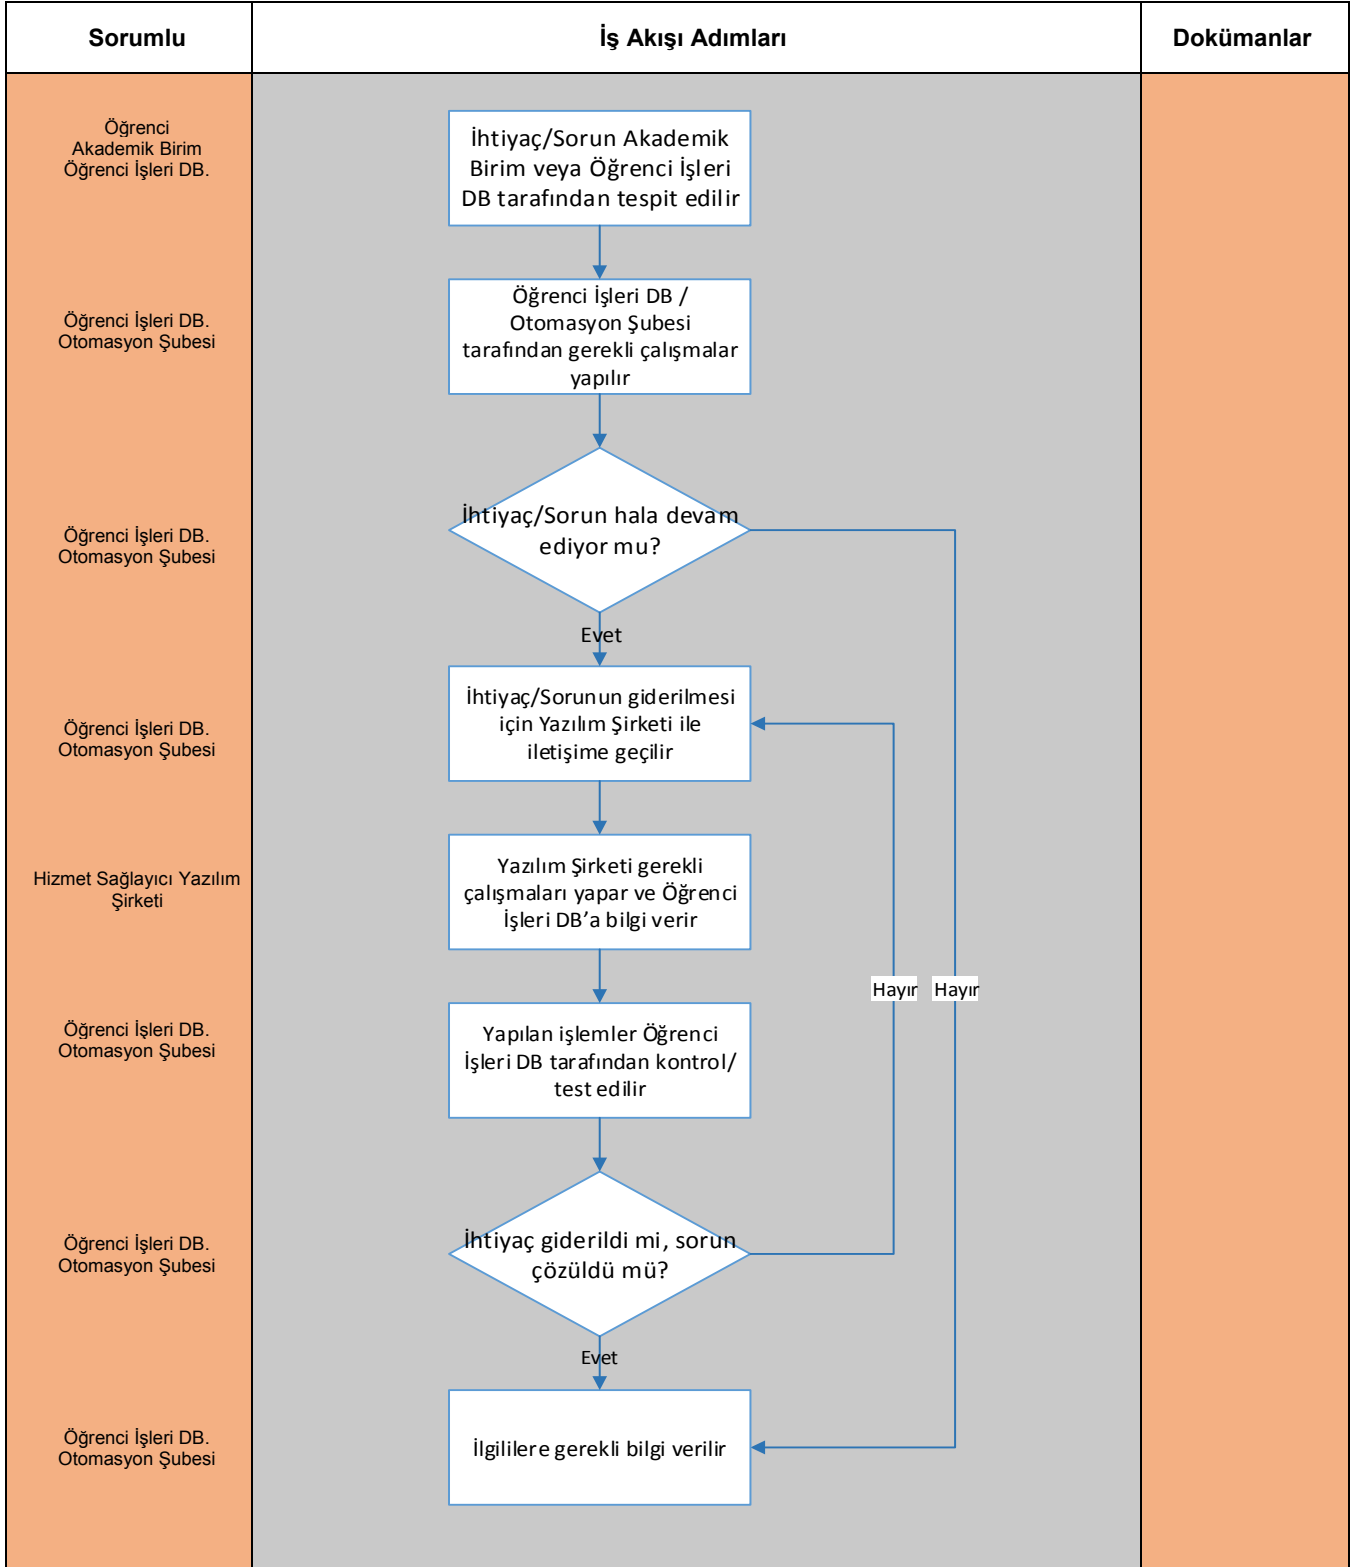 Sorumlu
İş Akışı Adımları
Dokümanlar
Öğrenci
Akademik Birim
Öğrenci İşleri DB.
İhtiyaç/Sorun Akademik
Birim veya Öğrenci İşleri
DB tarafından tespit edilir
Öğrenci İşleri DB.
Otomasyon Şubesi
Öğrenci İşleri DB /
Otomasyon Şubesi
tarafından gerekli çalışmalar
yapılır
Öğrenci İşleri DB.
Otomasyon Şubesi
İhtiyaç/Sorun hala devam
ediyor mu?
Evet
Öğrenci İşleri DB.
Otomasyon Şubesi
İhtiyaç/Sorunun giderilmesi
için Yazılım Şirketi ile
iletişime geçilir
Hizmet Sağlayıcı Yazılım
Şirketi
Yazılım Şirketi gerekli
çalışmaları yapar ve Öğrenci
İşleri DB’a bilgi verir
Hayır
Hayır
Öğrenci İşleri DB.
Otomasyon Şubesi
Yapılan işlemler Öğrenci
İşleri DB tarafından kontrol/
test edilir
Öğrenci İşleri DB.
Otomasyon Şubesi
İhtiyaç giderildi mi, sorun
çözüldü mü?
Evet
Öğrenci İşleri DB.
Otomasyon Şubesi
İlgililere gerekli bilgi verilir